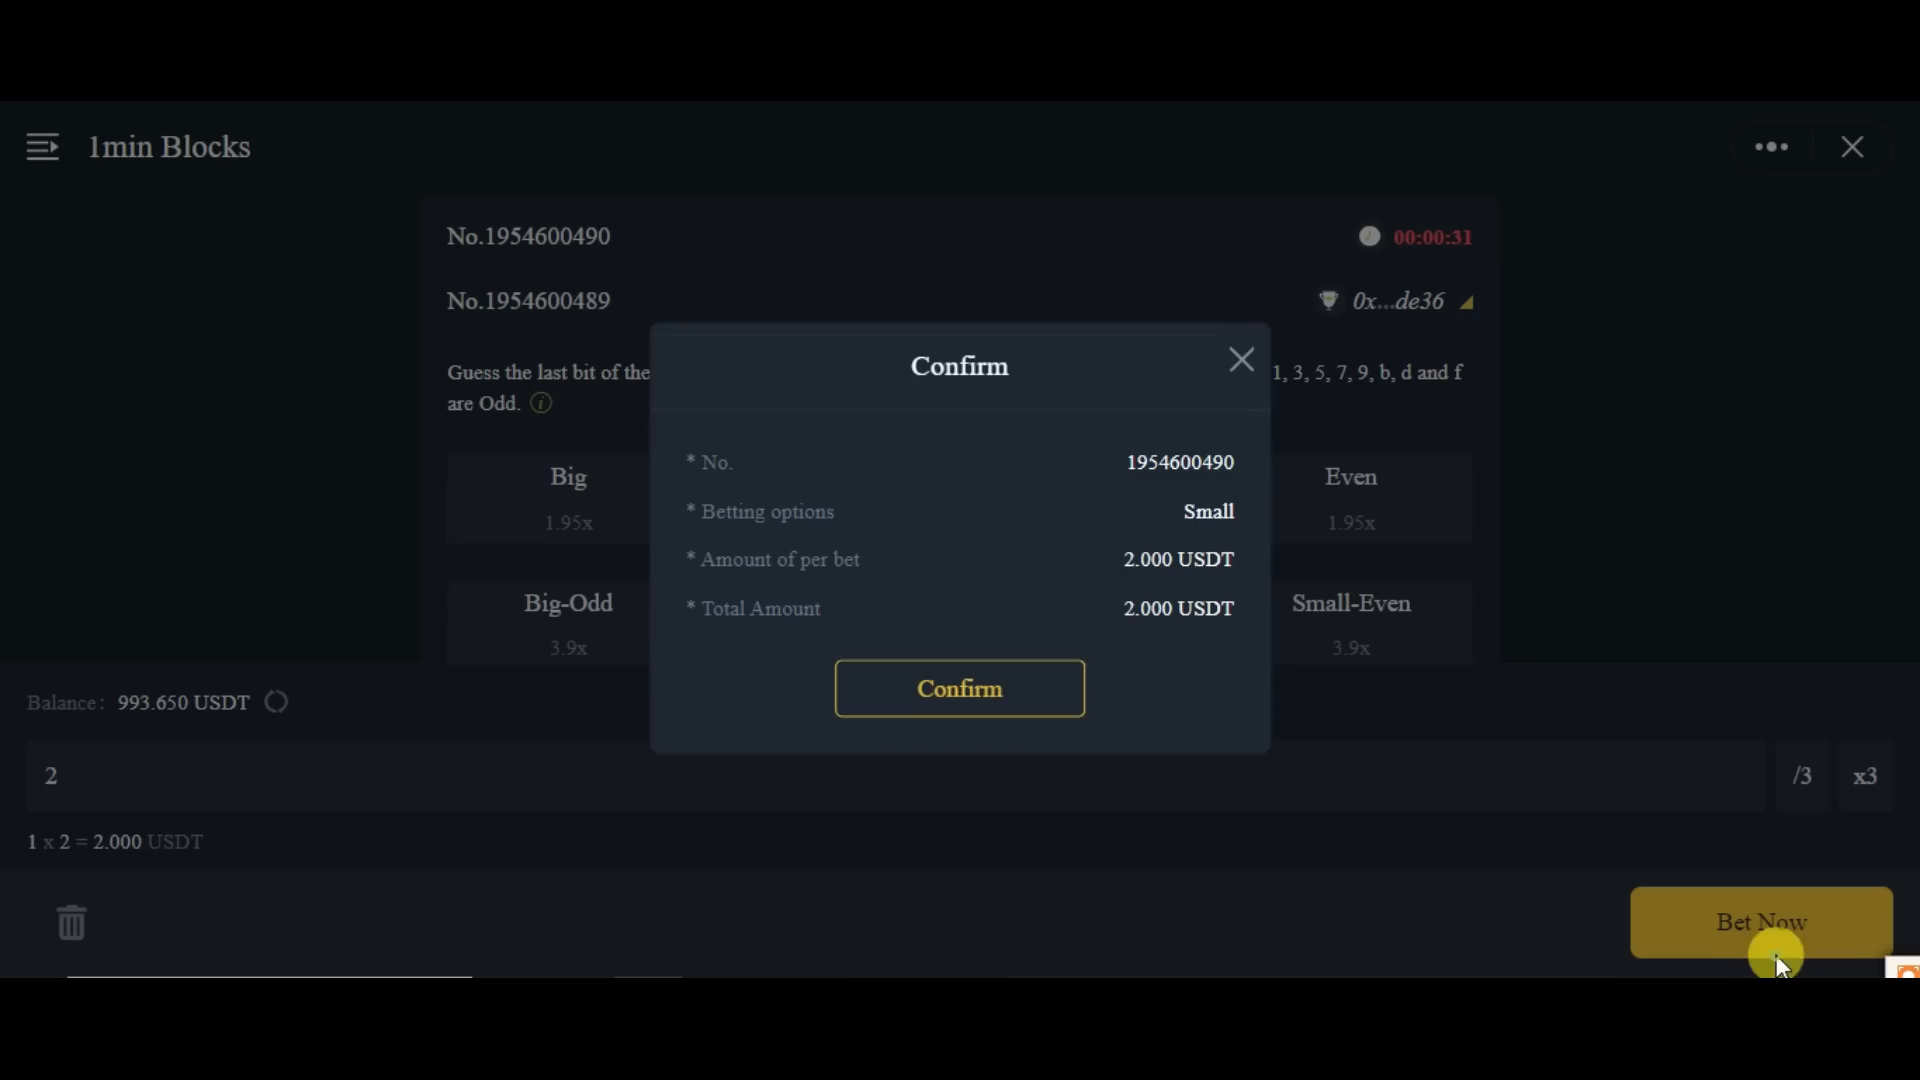 1min Blocks
No.1954600490
00:00:31
No.1954600489
0x...de36
Guess the last bit of the
1, 3, 5, 7, 9, b, d and f
are Odd.
Big
1.95x
Even
1.95x
Big-Odd
3.9x
Small-Even
3.9x
Confirm
* No.
1954600490
* Betting options
Small
* Amount of per bet
2.000 USDT
* Total Amount
2.000 USDT
Confirm
Balance: 993.650 USDT
2
/3
x3
1 x 2 = 2.000 USDT
Bet Now